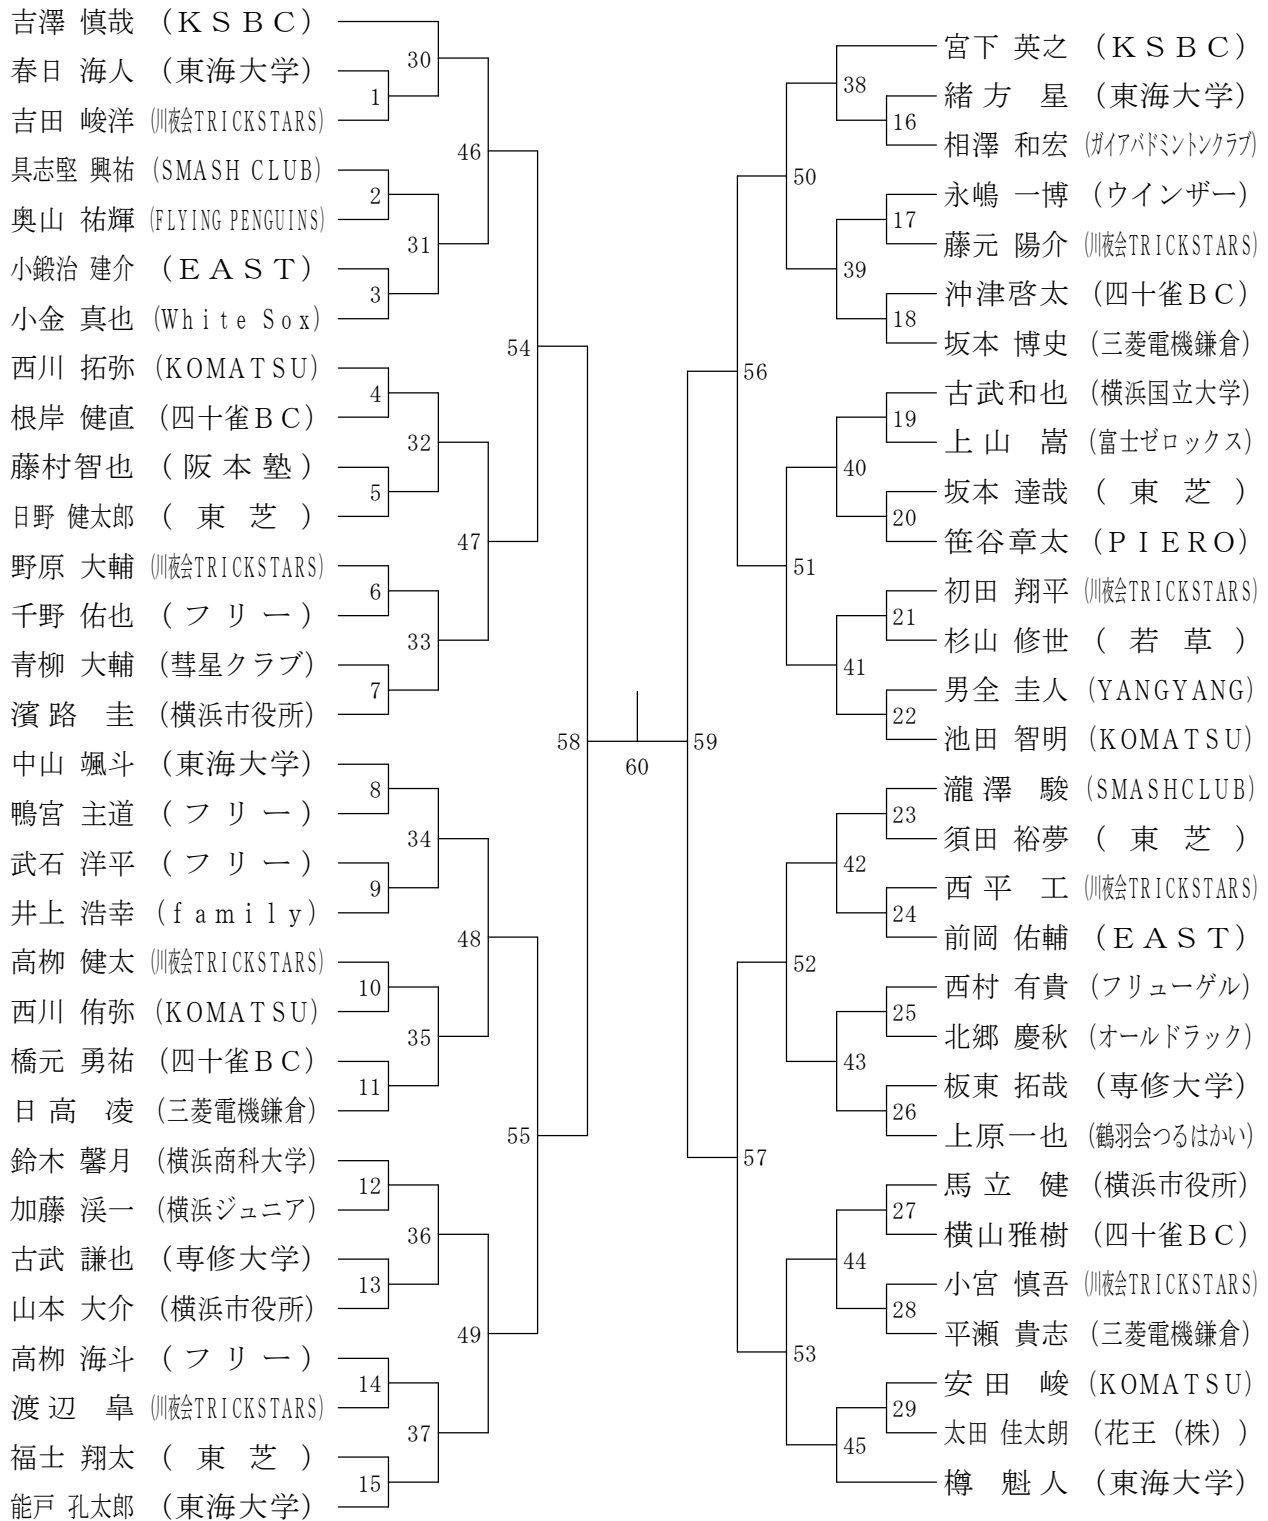 吉澤 慎哉 （ＫＳＢＣ）
春日 海人 （東海大学）
吉田 峻洋 (川夜会TRICKSTARS)
具志堅 興祐 (SMASH CLUB)
奥山 祐輝 (FLYING PENGUINS)
小鍛治 建介 （ＥＡＳＴ）
小金 真也 (White Sox)
西川 拓弥 (KOMATSU)
根岸 健直 (四十雀BC)
藤村智也 （阪本塾）
日野 健太郎 （東芝）
野原 大輔 (川夜会TRICKSTARS)
千野 佑也 （フリー）
青柳 大輔 (彗星クラブ)
濱路 圭 (横浜市役所)
中山 颯斗 （東海大学）
鴨宮 主道 （フリー）
武石 洋平 （フリー）
井上 浩幸 (family)
高栁 健太 (川夜会TRICKSTARS)
西川 侑弥 (KOMATSU)
橋元 勇祐 (四十雀BC)
日高 凌 (三菱電機鎌倉)
鈴木 馨月 (横浜商科大学)
加藤 渓一 (横浜ジュニア)
古武 謙也 （専修大学）
山本 大介 (横浜市役所)
高栁 海斗 （フリー）
渡辺 皐 (川夜会TRICKSTARS)
福士 翔太 （東芝）
能戸 孔太郎 （東海大学）
1
2
3
4
5
6
7
8
9
10
11
12
13
14
15
30
31
32
33
34
35
36
37
46
47
48
49
54
55
58
60
59
56
57
50
51
52
53
38
39
40
41
42
43
44
45
16
17
18
19
20
21
22
23
24
25
26
27
28
29
宮下 英之 （ＫＳＢＣ）
緒方 星 （東海大学）
相澤 和宏 (ガイアバドミントンクラブ)
永嶋 一博 (ウインザー)
藤元 陽介 (川夜会TRICKSTARS)
沖津啓太 (四十雀BC)
坂本 博史 (三菱電機鎌倉)
古武和也 (横浜国立大学)
上山 嵩 (富士ゼロックス)
坂本 達哉 （東芝）
笹谷章太 （ＰＩＥＲＯ）
初田 翔平 (川夜会TRICKSTARS)
杉山 修世 （若草）
男全 圭人 (YANGYANG)
池田 智明 (KOMATSU)
瀧澤 駿 (SMASHCLUB)
須田 裕夢 （東芝）
西平 工 (川夜会TRICKSTARS)
前岡 佑輔 （ＥＡＳＴ）
西村 有貴 (フリューゲル)
北郷 慶秋 (オールドラック)
板東 拓哉 （専修大学）
上原一也 (鶴羽会つるはかい)
馬立 健 (横浜市役所)
横山雅樹 (四十雀BC)
小宮 慎吾 (川夜会TRICKSTARS)
平瀬 貴志 (三菱電機鎌倉)
安田 峻 (KOMATSU)
太田 佳太朗 （花王（株））
樽 魁人 （東海大学）